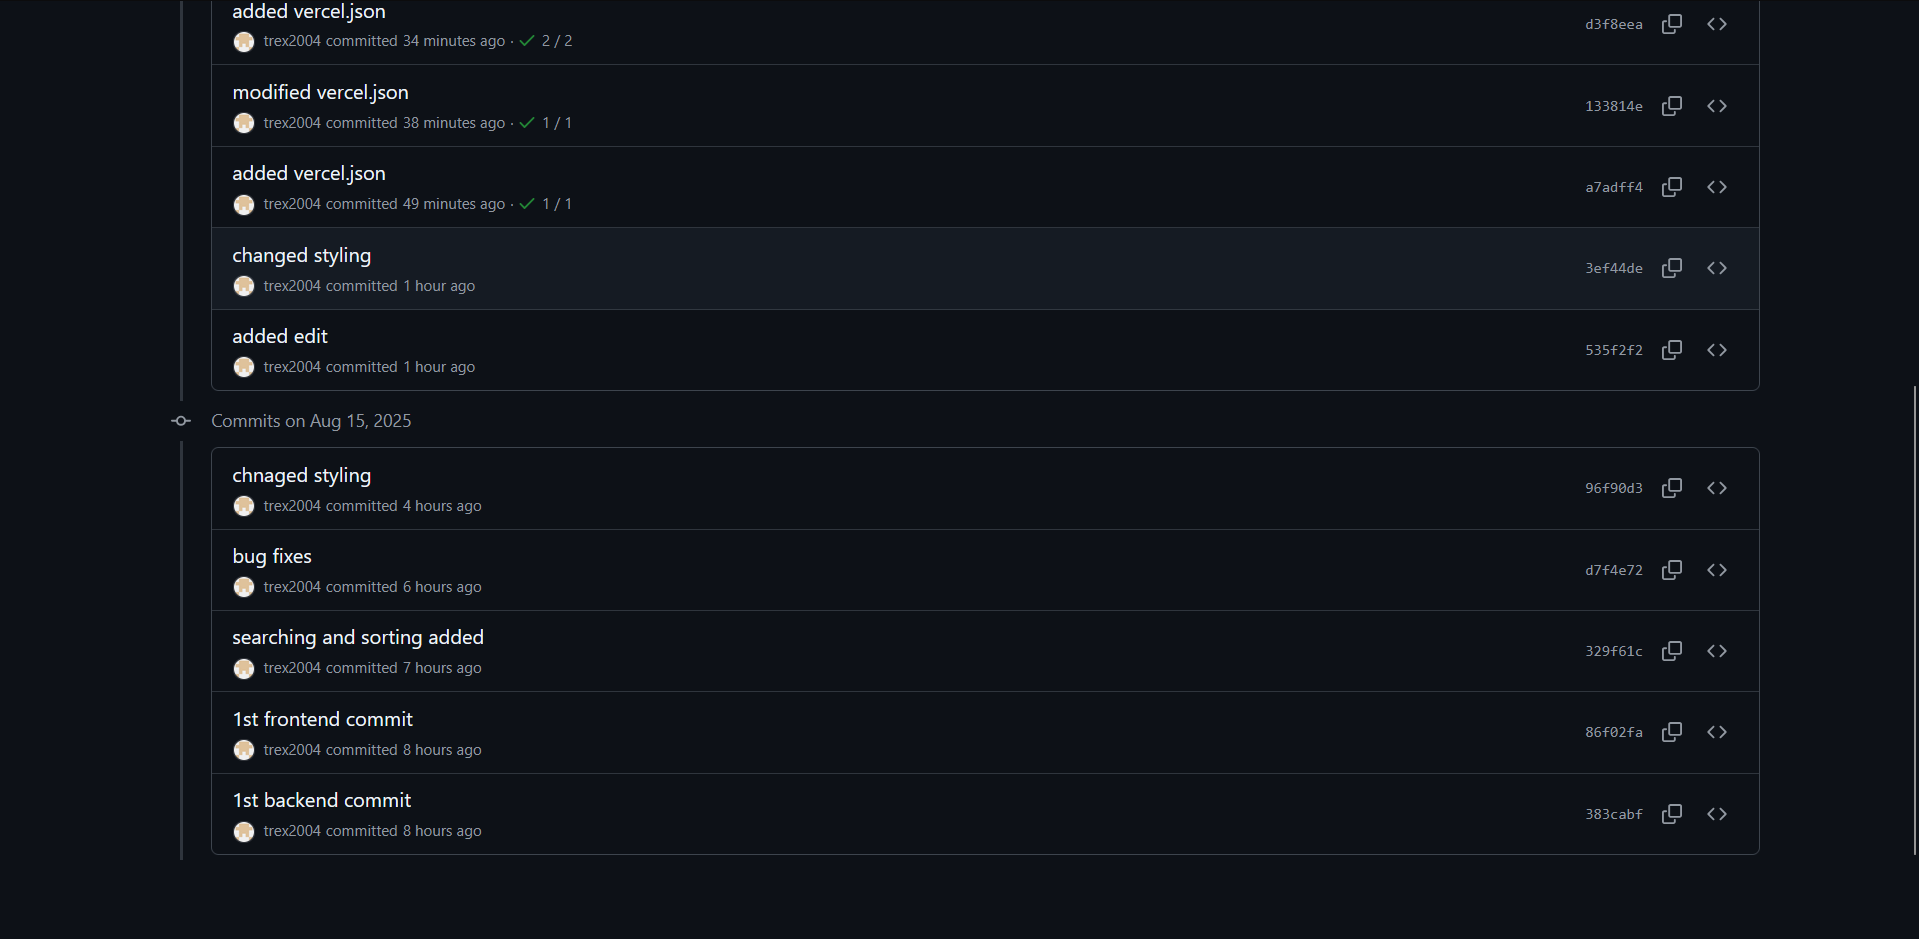 added vercel.json
trex2004 committed 34 minutes ago · 2 / 2
d3f8eea
modified vercel.json
trex2004 committed 38 minutes ago · 1 / 1
133814e
added vercel.json
trex2004 committed 49 minutes ago · 1 / 1
a7adff4
changed styling
trex2004 committed 1 hour ago
3ef44de
added edit
trex2004 committed 1 hour ago
535f2f2
Commits on Aug 15, 2025
chnaged styling
trex2004 committed 4 hours ago
96f90d3
bug fixes
trex2004 committed 6 hours ago
d7f4e72
searching and sorting added
trex2004 committed 7 hours ago
329f61c
1st frontend commit
trex2004 committed 8 hours ago
86f02fa
1st backend commit
trex2004 committed 8 hours ago
383cabf